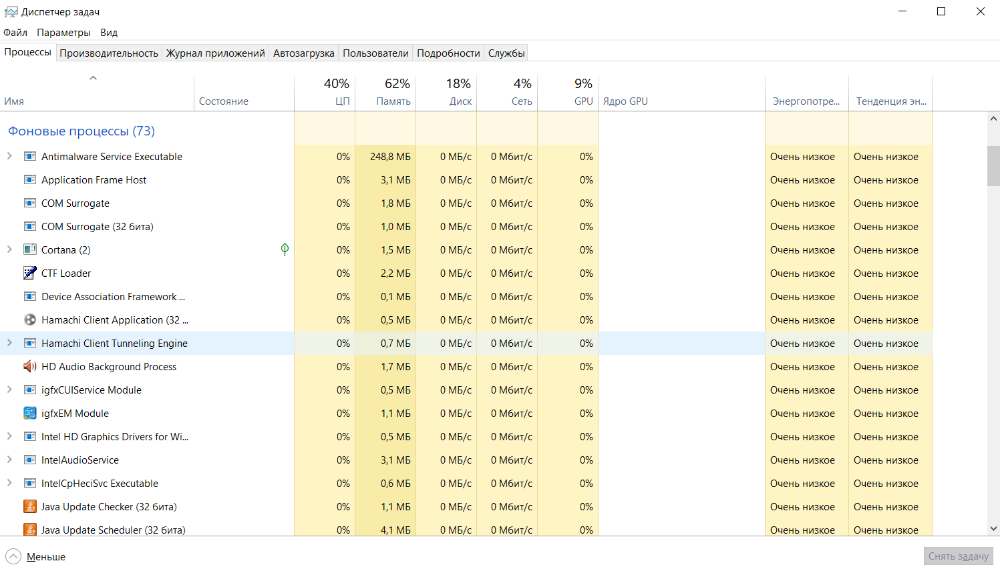 Диспетчер задач
Файл Параметры Вид
Процессы Производительность Журнал приложений Автозагрузка Пользователи Подробности Службы
40% 62% 18% 4% 9%
Имя Состояние ЦП Память Диск Сеть GPU Ядро GPU Энергопотре... Тенденция эн...
Фоновые процессы (73)
Antimalware Service Executable 0% 248,8 МБ 0 МБ/с 0 Мбит/с 0% Очень низкое Очень низкое
Application Frame Host 0% 3,1 МБ 0 МБ/с 0 Мбит/с 0% Очень низкое Очень низкое
COM Surrogate 0% 1,8 МБ 0 МБ/с 0 Мбит/с 0% Очень низкое Очень низкое
COM Surrogate (32 бита) 0% 1,0 МБ 0 МБ/с 0 Мбит/с 0% Очень низкое Очень низкое
Cortana (2) 0% 1,5 МБ 0 МБ/с 0 Мбит/с 0% Очень низкое Очень низкое
CTF Loader 0% 2,2 МБ 0 МБ/с 0 Мбит/с 0% Очень низкое Очень низкое
Device Association Framework ... 0% 0,1 МБ 0 МБ/с 0 Мбит/с 0% Очень низкое Очень низкое
Hamachi Client Application (32 ... 0% 0,5 МБ 0 МБ/с 0 Мбит/с 0% Очень низкое Очень низкое
Hamachi Client Tunneling Engine 0% 0,7 МБ 0 МБ/с 0 Мбит/с 0% Очень низкое Очень низкое
HD Audio Background Process 0% 1,7 МБ 0 МБ/с 0 Мбит/с 0% Очень низкое Очень низкое
igfxCUIService Module 0% 0,5 МБ 0 МБ/с 0 Мбит/с 0% Очень низкое Очень низкое
igfxEM Module 0% 1,1 МБ 0 МБ/с 0 Мбит/с 0% Очень низкое Очень низкое
Intel HD Graphics Drivers for Wi... 0% 0,5 МБ 0 МБ/с 0 Мбит/с 0% Очень низкое Очень низкое
IntelAudioService 0% 3,1 МБ 0 МБ/с 0 Мбит/с 0% Очень низкое Очень низкое
IntelCpHeciSvc Executable 0% 0,6 МБ 0 МБ/с 0 Мбит/с 0% Очень низкое Очень низкое
Java Update Checker (32 бита) 0% 1,1 МБ 0 МБ/с 0 Мбит/с 0% Очень низкое Очень низкое
Java Update Scheduler (32 бита) 0% 4,1 МБ 0 МБ/с 0 Мбит/с 0% Очень низкое Очень низкое
Меньше Снять задачу